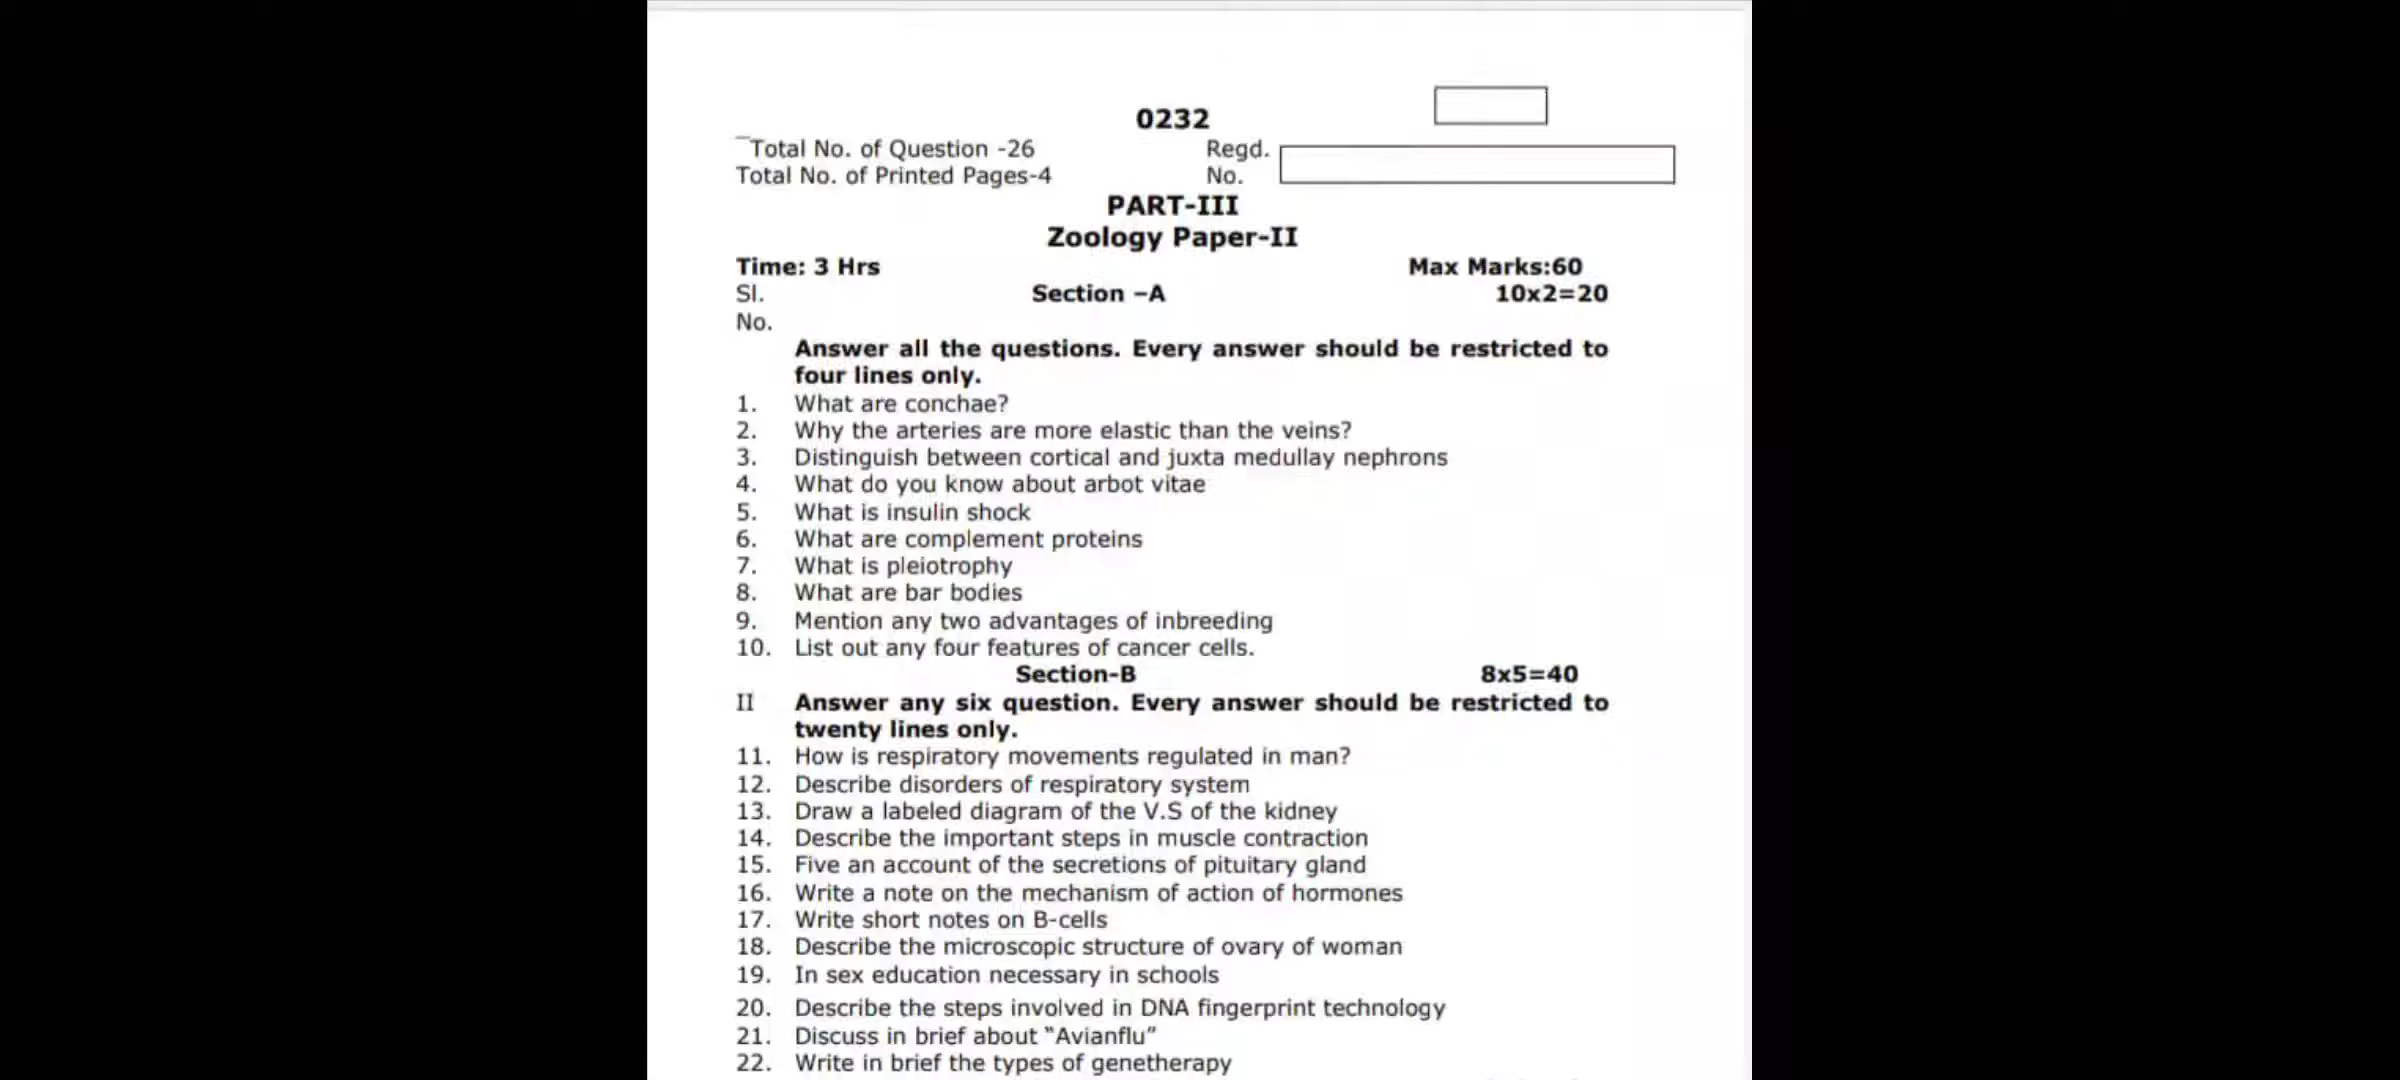 0232
Total No. of Question -26 Regd.
Total No. of Printed Pages-4 No.
PART-III
Zoology Paper-II
Time: 3 Hrs Max Marks:60
Sl. Section –A 10x2=20
No.
Answer all the questions. Every answer should be restricted to
four lines only.
1. What are conchae?
2. Why the arteries are more elastic than the veins?
3. Distinguish between cortical and juxta medullay nephrons
4. What do you know about arbot vitae
5. What is insulin shock
6. What are complement proteins
7. What is pleiotrophy
8. What are bar bodies
9. Mention any two advantages of inbreeding
10. List out any four features of cancer cells.
Section-B 8x5=40
II Answer any six question. Every answer should be restricted to
twenty lines only.
11. How is respiratory movements regulated in man?
12. Describe disorders of respiratory system
13. Draw a labeled diagram of the V.S of the kidney
14. Describe the important steps in muscle contraction
15. Five an account of the secretions of pituitary gland
16. Write a note on the mechanism of action of hormones
17. Write short notes on B-cells
18. Describe the microscopic structure of ovary of woman
19. In sex education necessary in schools
20. Describe the steps involved in DNA fingerprint technology
21. Discuss in brief about “Avianflu”
22. Write in brief the types of genetherapy